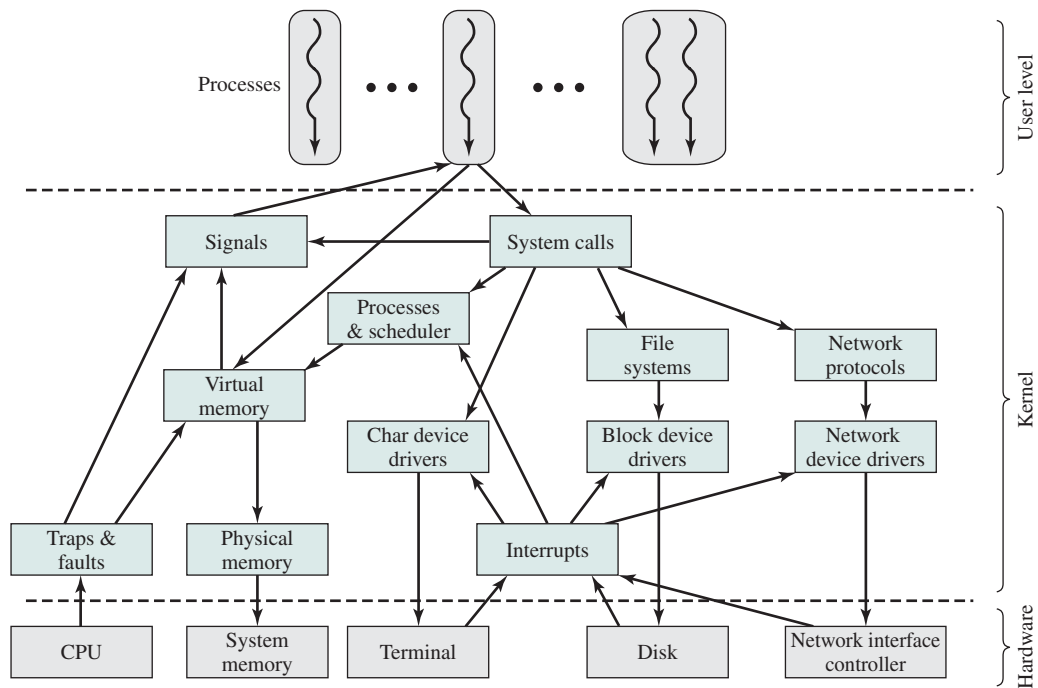 Processes
User level
Signals
System calls
Processes
& scheduler
File
systems
Network
protocols
Virtual
memory
Kernel
Char device
drivers
Block device
drivers
Network
device drivers
Traps &
faults
Physical
memory
Interrupts
CPU
System
memory
Terminal
Disk
Network interface
controller
Hardware